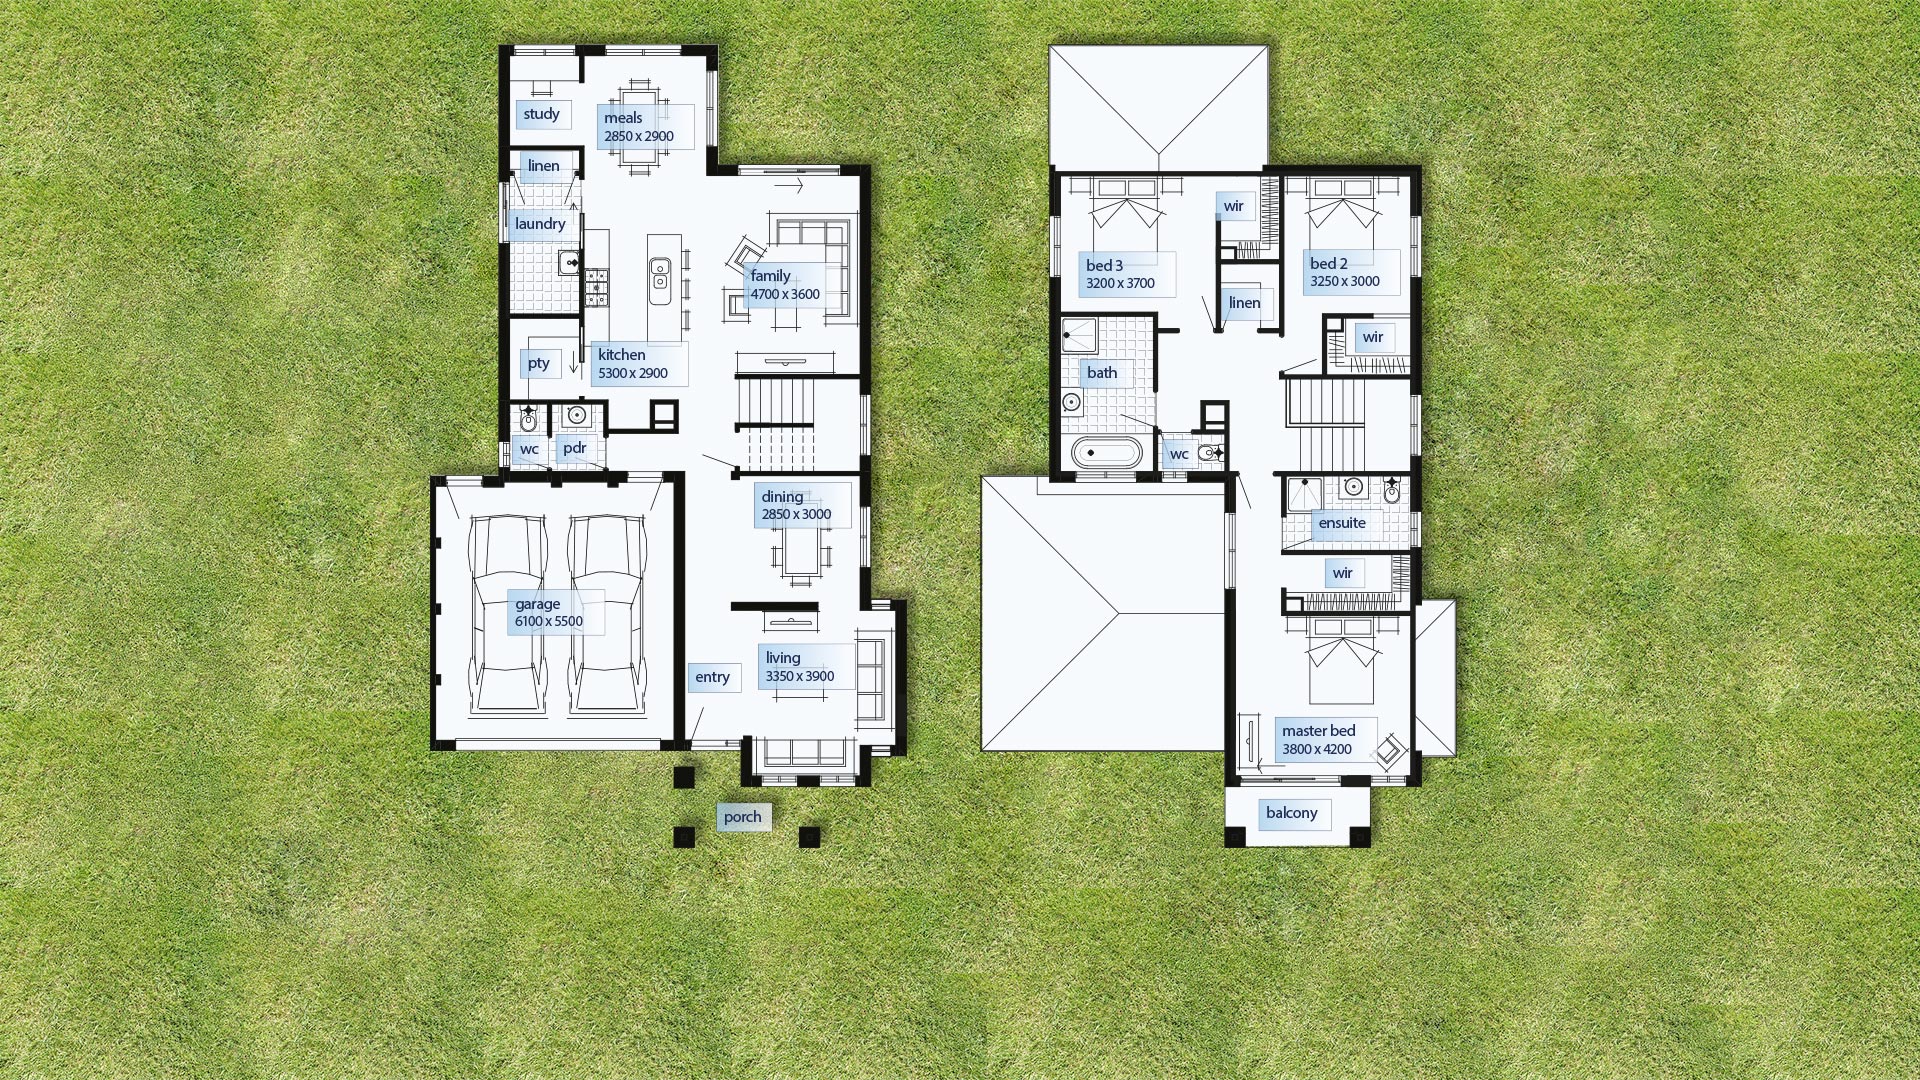 study
meals
2850 x 2900
linen
laundry
family
4700 x 3600
kitchen
5300 x 2900
pty
wc
pdr
dining
2850 x 3000
garage
6100 x 5500
living
3350 x 3900
entry
porch
wir
bed 3
3200 x 3700
bed 2
3250 x 3000
linen
wir
bath
wc
ensuite
wir
master bed
3800 x 4200
balcony